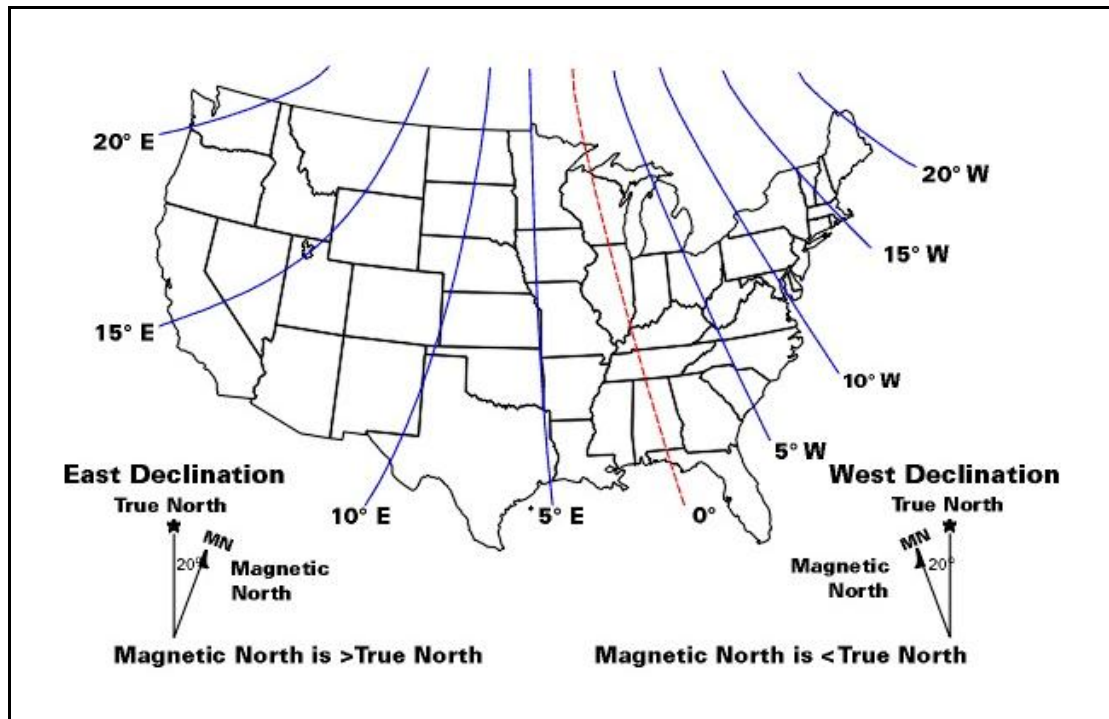 20° E
20° W
15° W
15° E
10° W
5° W
East Declination
True North
MN
20°
Magnetic
North
10° E
5° E
0°
West Declination
True North
MN
20°
Magnetic
North
Magnetic North is >True North
Magnetic North is <True North